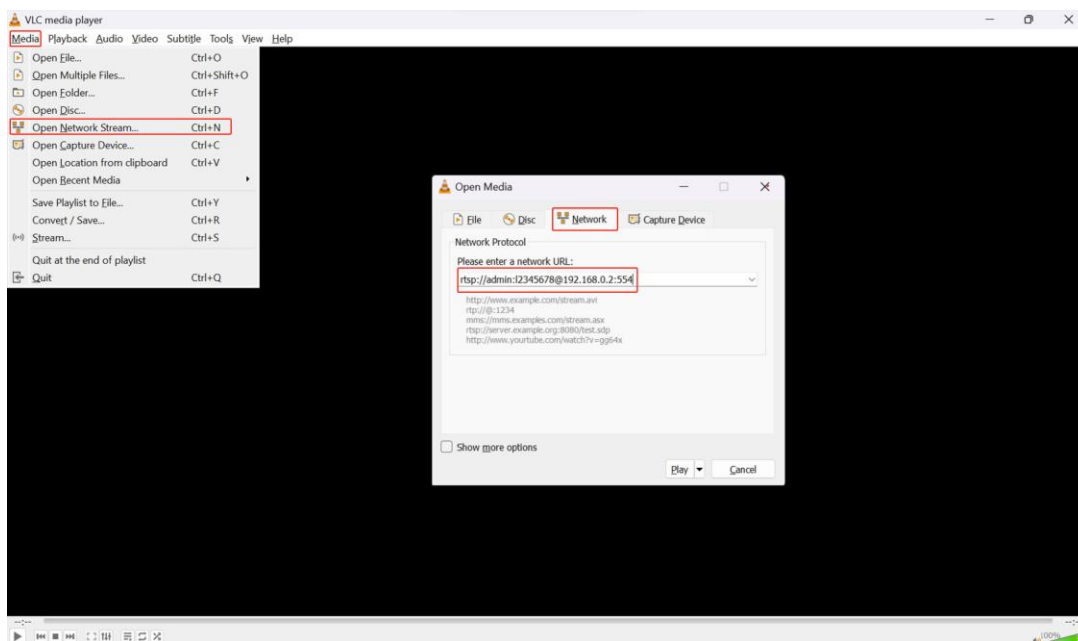 VLC media player
Media Playback Audio Video Subtitle Tools View Help
Open File... Ctrl+O
Open Multiple Files... Ctrl+Shift+O
Open Folder... Ctrl+F
Open Disc... Ctrl+D
Open Network Stream... Ctrl+N
Open Capture Device... Ctrl+C
Open Location from clipboard Ctrl+V
Open Recent Media
Save Playlist to File... Ctrl+Y
Convert / Save... Ctrl+R
Stream... Ctrl+S
Quit at the end of playlist
Quit Ctrl+Q
Open Media
File Disc Network Capture Device
Network Protocol
Please enter a network URL:
rtsp://admin:l2345678@192.168.0.2:554
http://www.example.com/stream.avi
rtp://@:1234
mms://mms.examples.com/stream.asx
rtsp://server.example.org:8080/test.sdp
http://www.yourtube.com/watch?v=gg64x
Show more options
Play Cancel
--:-- --:--
100%